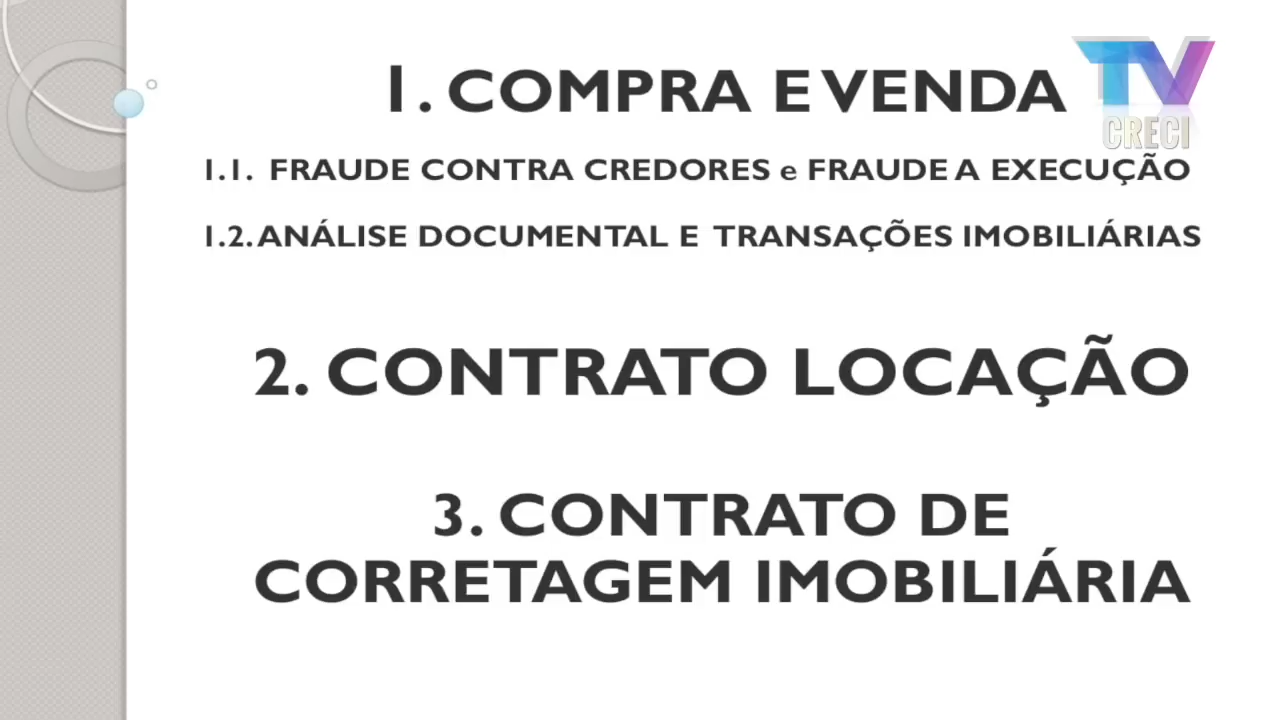 1. COMPRA E VENDA
TV
CRECI
1.1. FRAUDE CONTRA CREDORES e FRAUDE A EXECUÇÃO
1.2. ANÁLISE DOCUMENTAL E TRANSAÇÕES IMOBILIÁRIAS
2. CONTRATO LOCAÇÃO
3. CONTRATO DE
CORRETAGEM IMOBILIÁRIA